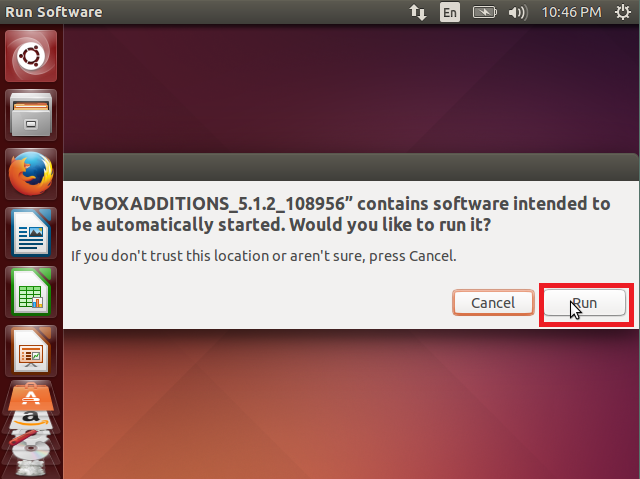 Run Software
En
10:46 PM
“VBOXADDITIONS_5.1.2_108956” contains software intended to
be automatically started. Would you like to run it?
If you don't trust this location or aren't sure, press Cancel.
Cancel
Run